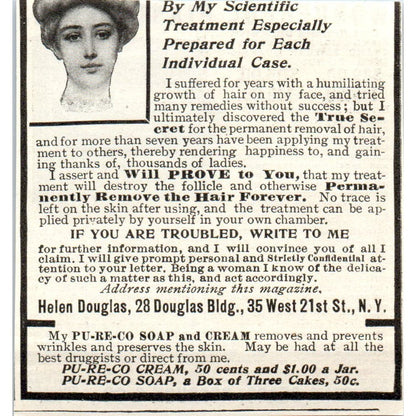 By My Scientific
Treatment Especially
Prepared for Each
Individual Case.
I suffered for years with a humiliating
growth of hair on my face, and tried
many remedies without success; but I
ultimately discovered the True Se-
cret for the permanent removal of hair,
and for more than seven years have been applying my treat-
ment to others, thereby rendering happiness to, and gain-
ing thanks of, thousands of ladies.
I assert and Will PROVE to You, that my treat-
ment will destroy the follicle and otherwise Perma-
nently Remove the Hair Forever. No trace is
left on the skin after using, and the treatment can be ap-
plied privately by yourself in your own chamber.
IF YOU ARE TROUBLED, WRITE TO ME
for further information, and I will convince you of all I
claim. I will give prompt personal and Strictly Confidential at-
tention to your letter. Being a woman I know of the delica-
cy of such a matter as this, and act accordingly.
Address mentioning this magazine.
Helen Douglas, 28 Douglas Bldg., 35 West 21st St., N. Y.
My PU-RE-CO SOAP and CREAM removes and prevents
wrinkles and preserves the skin. May be had at all the
best druggists or direct from me.
PU-RE-CO CREAM, 50 cents and $1.00 a Jar.
PU-RE-CO SOAP, a Box of Three Cakes, 50c.